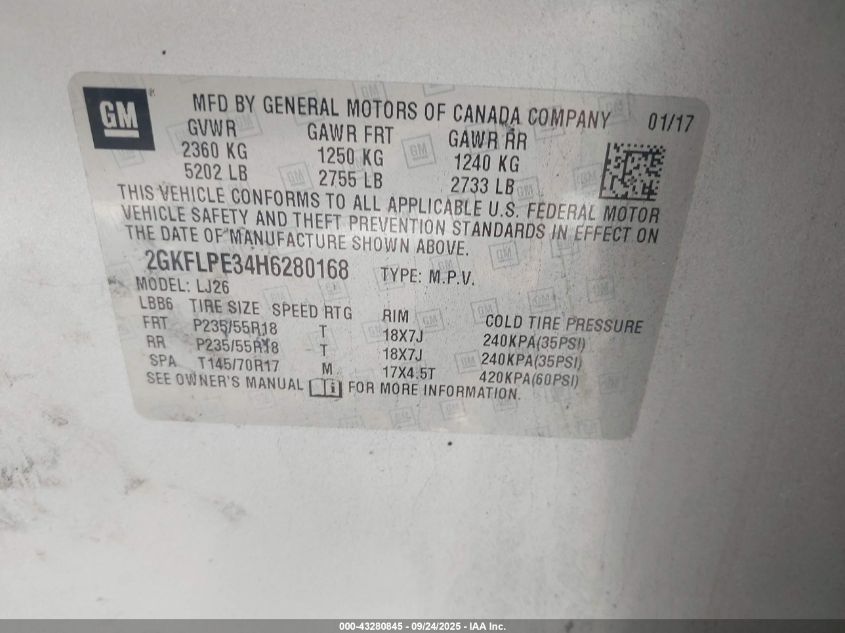 GM
MFD BY GENERAL MOTORS OF CANADA COMPANY 01/17
GVWR GAWR FRT GAWR RR
2360 KG 1250 KG 1240 KG
5202 LB 2755 LB 2733 LB
THIS VEHICLE CONFORMS TO ALL APPLICABLE U.S. FEDERAL MOTOR
VEHICLE SAFETY AND THEFT PREVENTION STANDARDS IN EFFECT ON
THE DATE OF MANUFACTURE SHOWN ABOVE.
2GKFLPE34H6280168 TYPE: M.P.V.
MODEL: LJ26
LBB6 TIRE SIZE SPEED RTG RIM COLD TIRE PRESSURE
FRT P235/55R18 T 18X7J 240KPA(35PSI)
RR P235/55R18 T 18X7J 240KPA(35PSI)
SPA T145/70R17 M 17X4.5T 420KPA(60PSI)
SEE OWNER'S MANUAL FOR MORE INFORMATION.
000-43280845 - 09/24/2025 - IAA Inc.